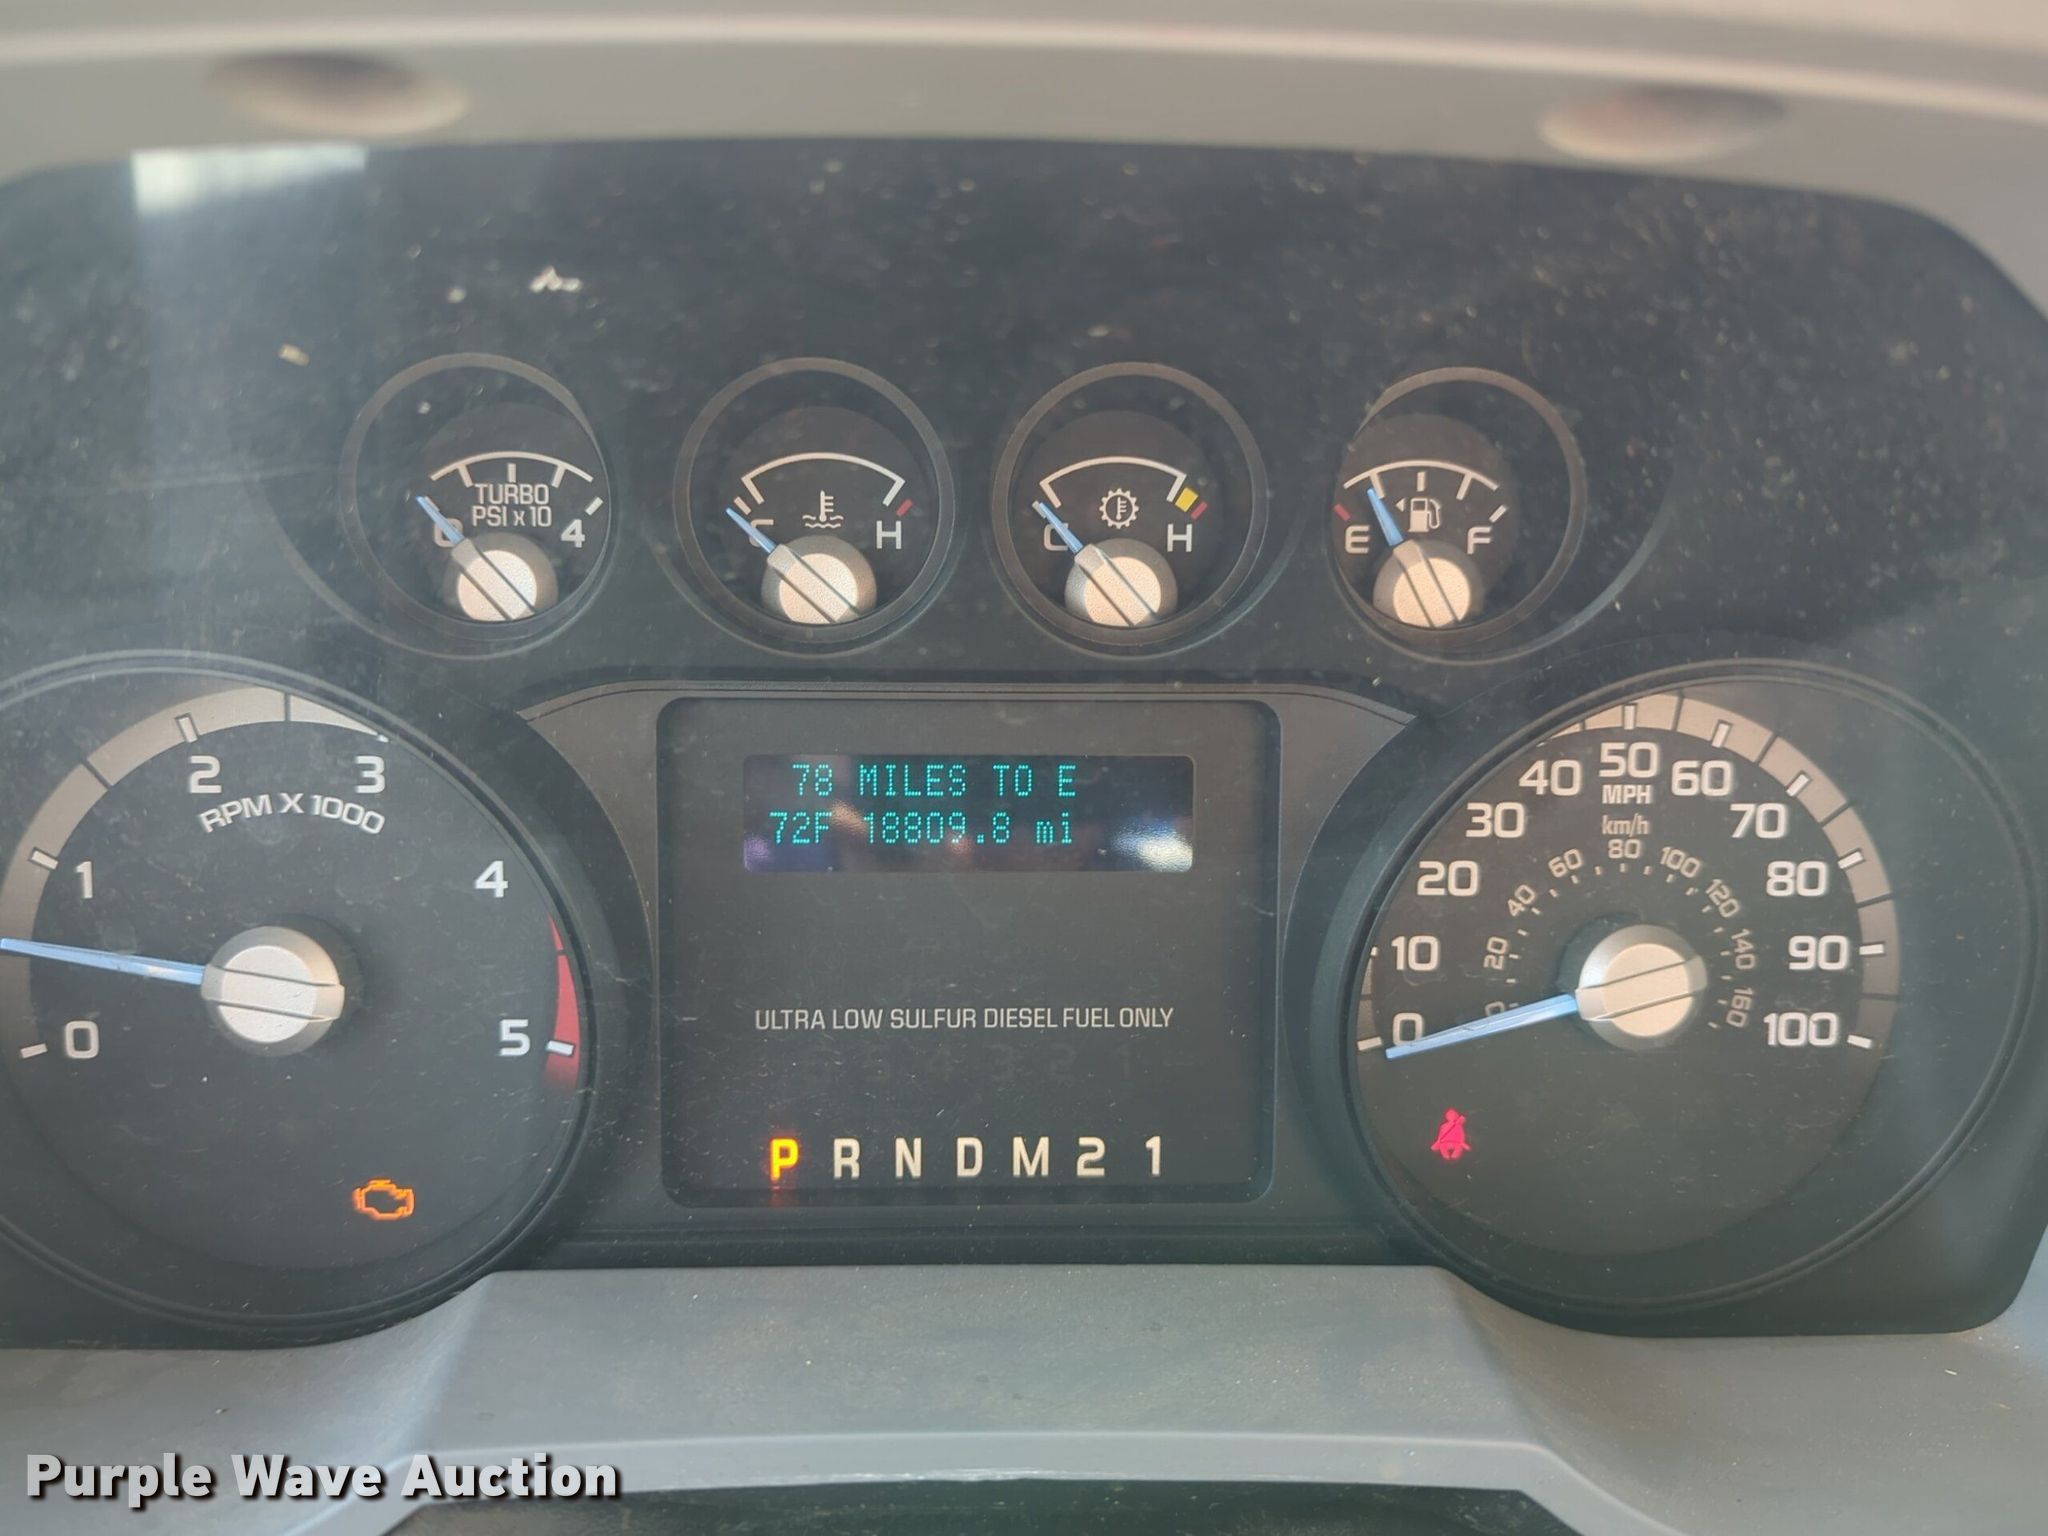 TURBO
PSI x 10
0 4
C H
C H
E F
0 1 2 3 4 5
RPM X 1000
78 MILES TO E
72F 18809.8 mi
ULTRA LOW SULFUR DIESEL FUEL ONLY
P R N D M 2 1
0 10 20 30 40 50 60 70 80 90 100
MPH
km/h
0 20 40 60 80 100 120 140 160
Purple Wave Auction